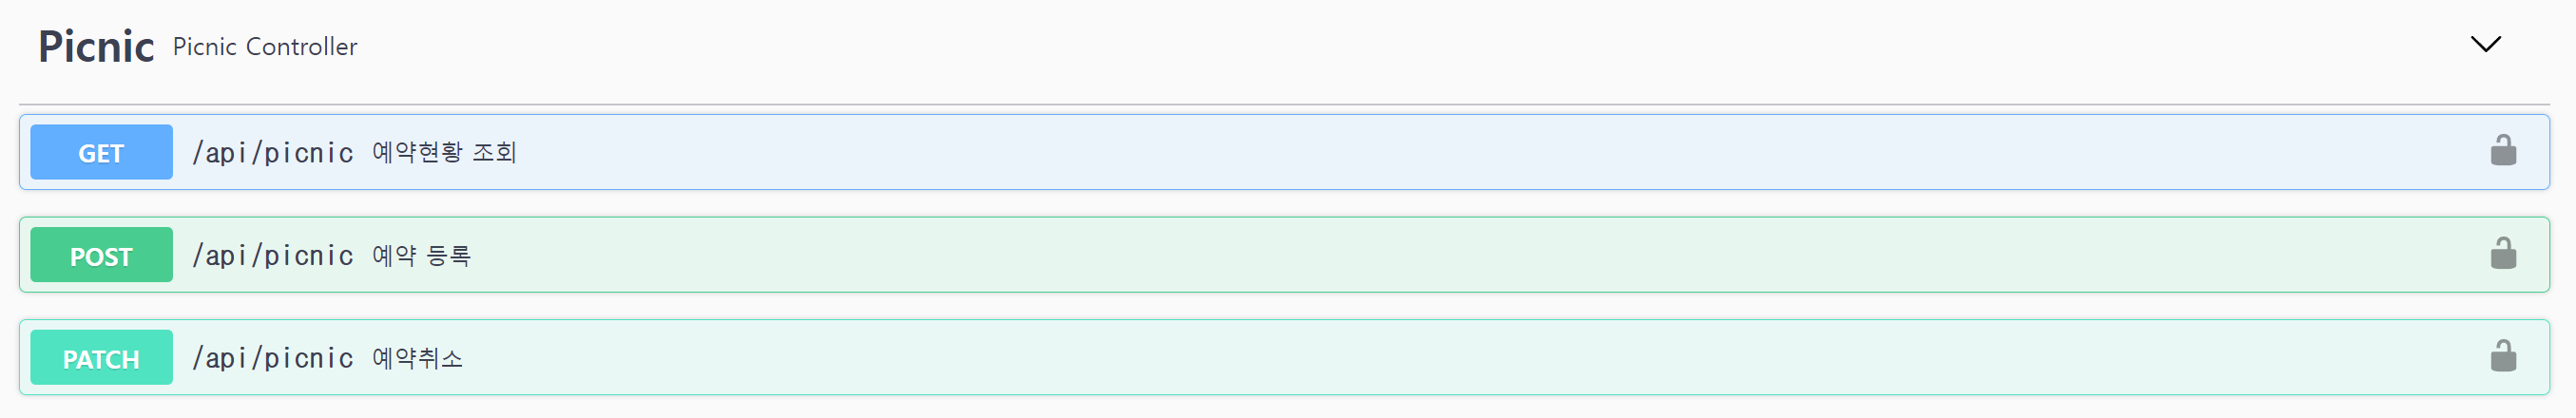 Picnic Picnic Controller
GET /api/picnic 예약현황 조회
POST /api/picnic 예약 등록
PATCH /api/picnic 예약취소